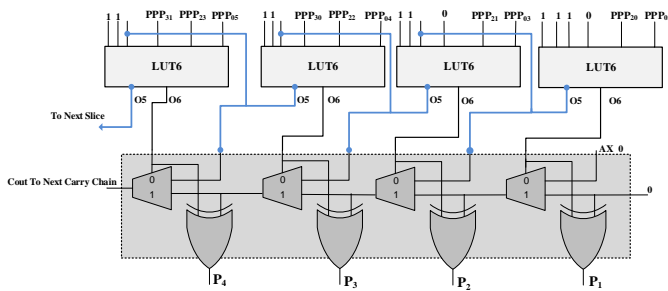 1 1 PPP31 PPP23 PPP05 1 1 PPP30 PPP22 PPP04 1 1 0 PPP21 PPP03 1 1 1 0 PPP20 PPP0
LUT6 LUT6 LUT6 LUT6
O5 O6 O5 O6 O5 O6 O5 O6
To Next Slice
AX 0
Cout To Next Carry Chain 0 1 0 1 0 1 0 1 0
P4 P3 P2 P1